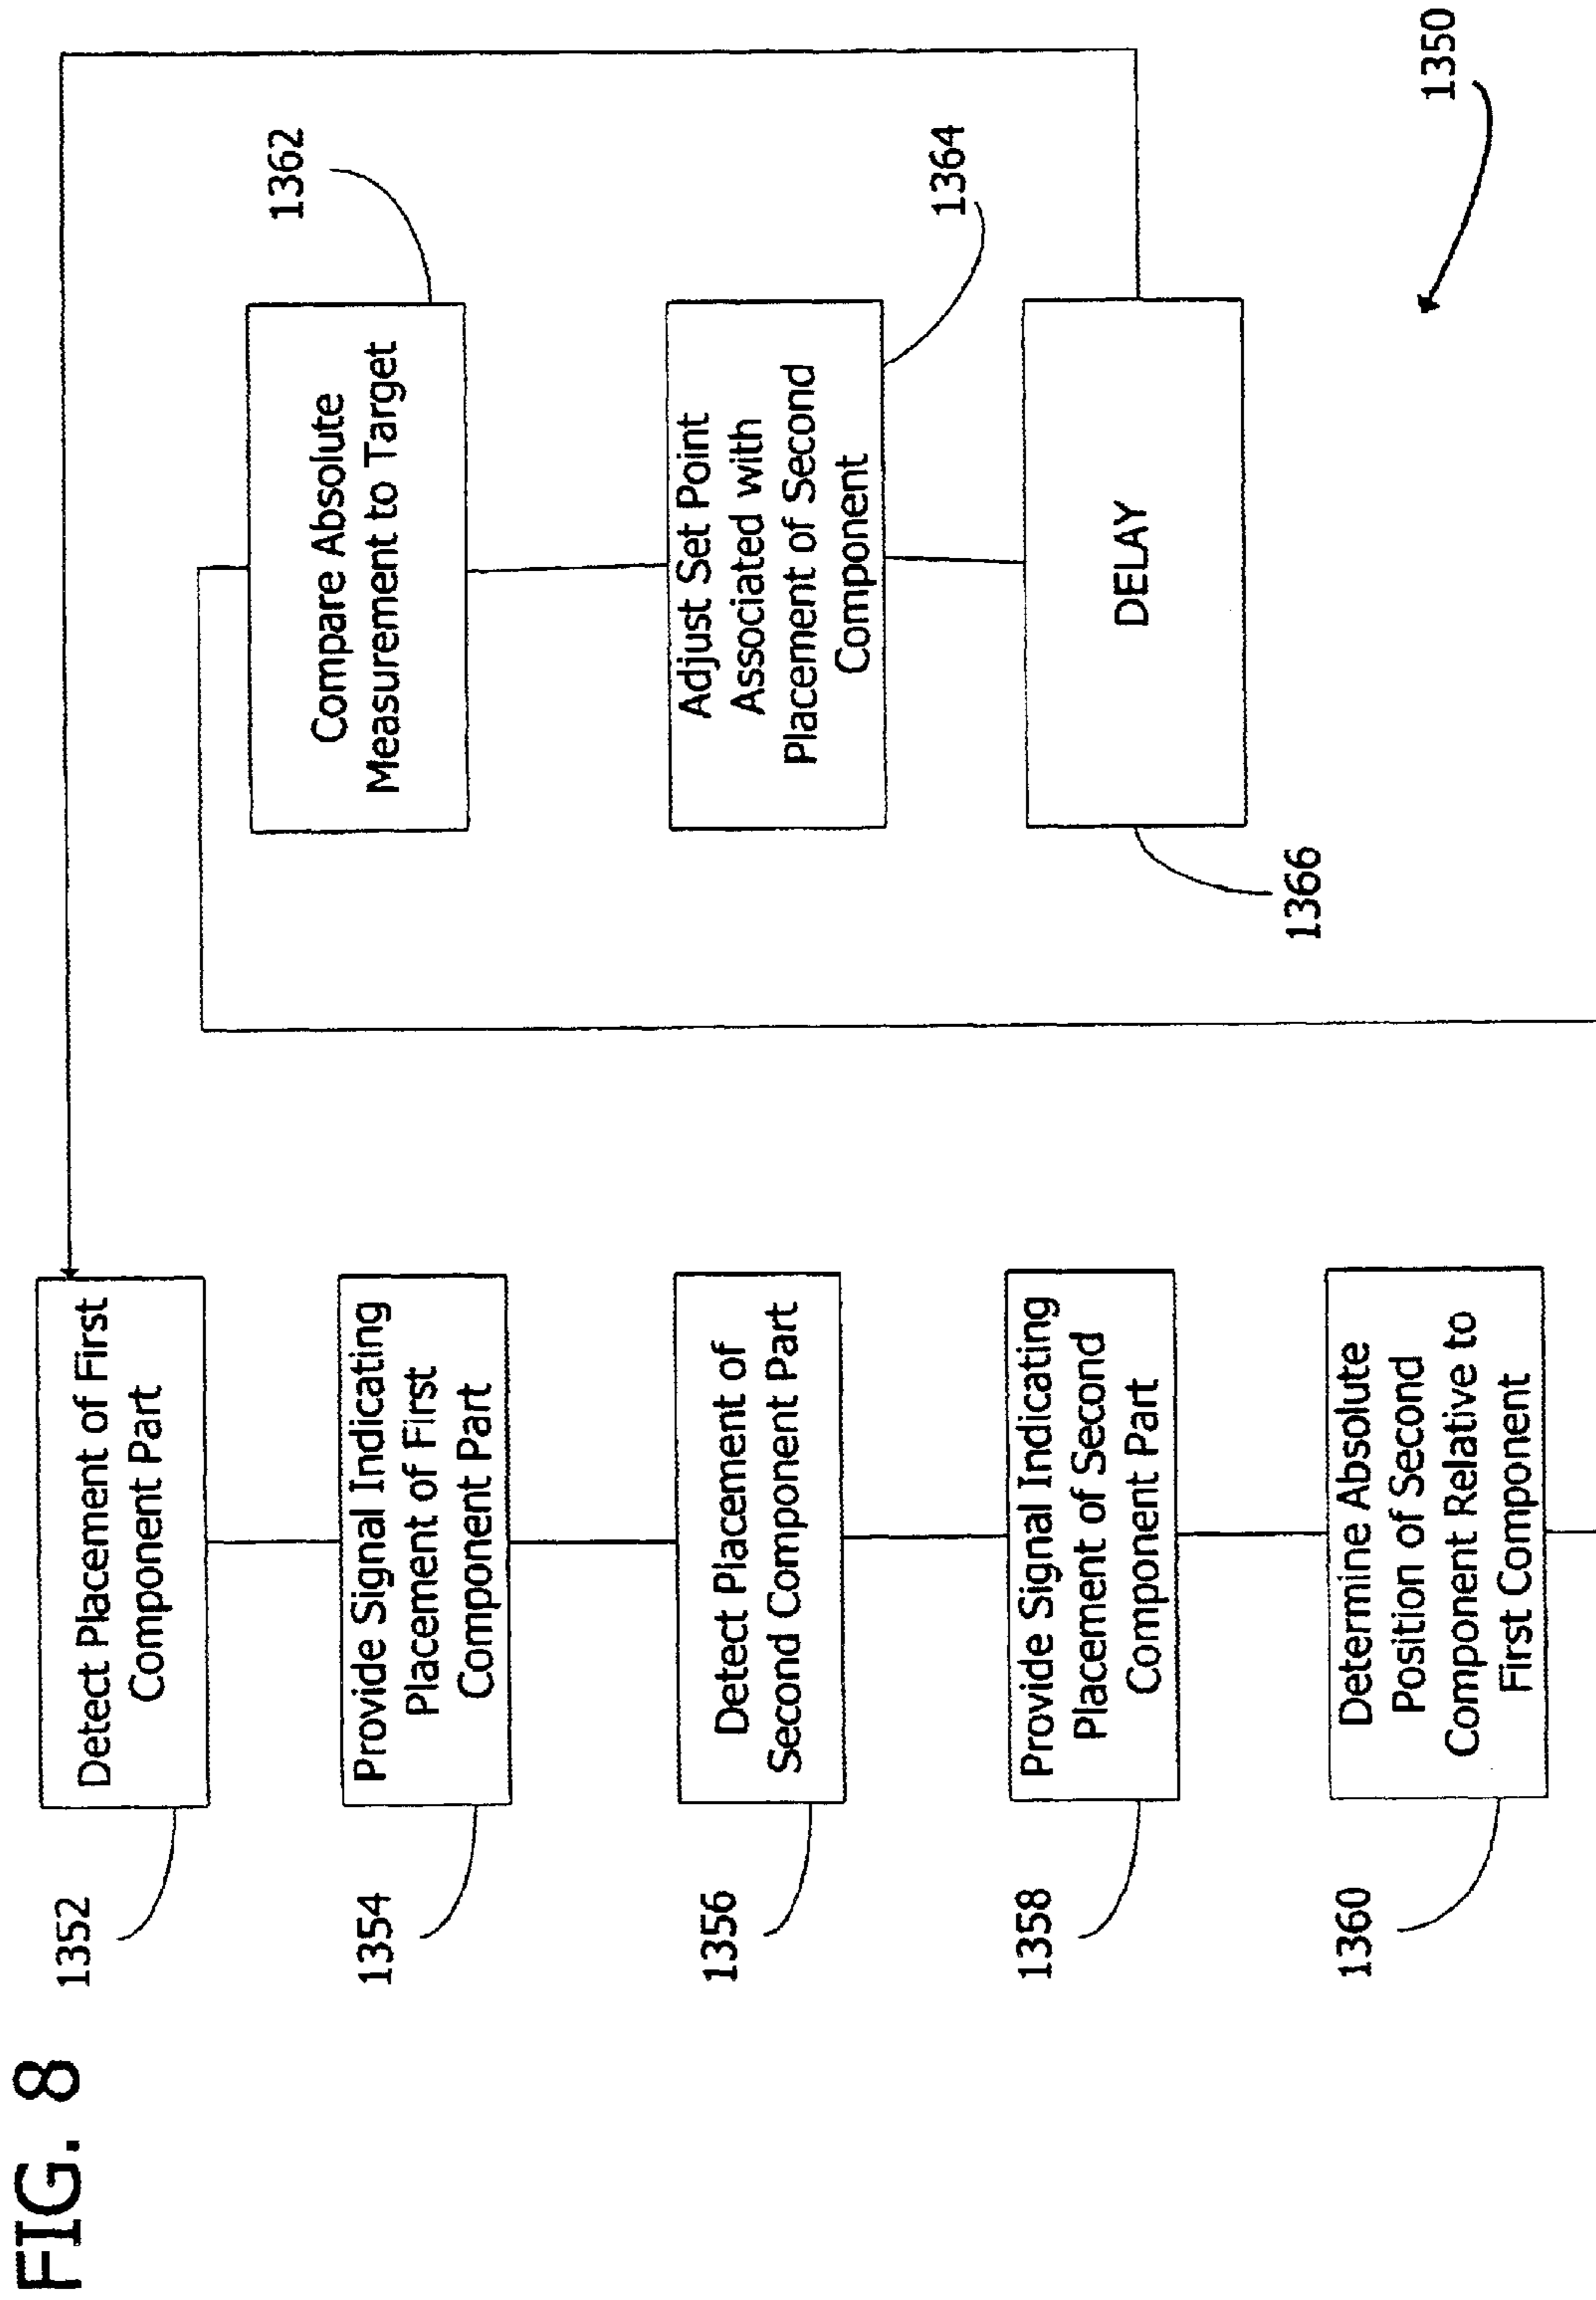 FIG. 8
1352
Detect Placement of First
Component Part
1354
Provide Signal Indicating
Placement of First
Component Part
1356
Detect Placement of
Second Component Part
1358
Provide Signal Indicating
Placement of Second
Component Part
1360
Determine Absolute
Position of Second
Component Relative to
First Component
Compare Absolute
Measurement to Target
1362
Adjust Set Point
Associated with
Placement of Second
Component
1364
DELAY
1366
1350